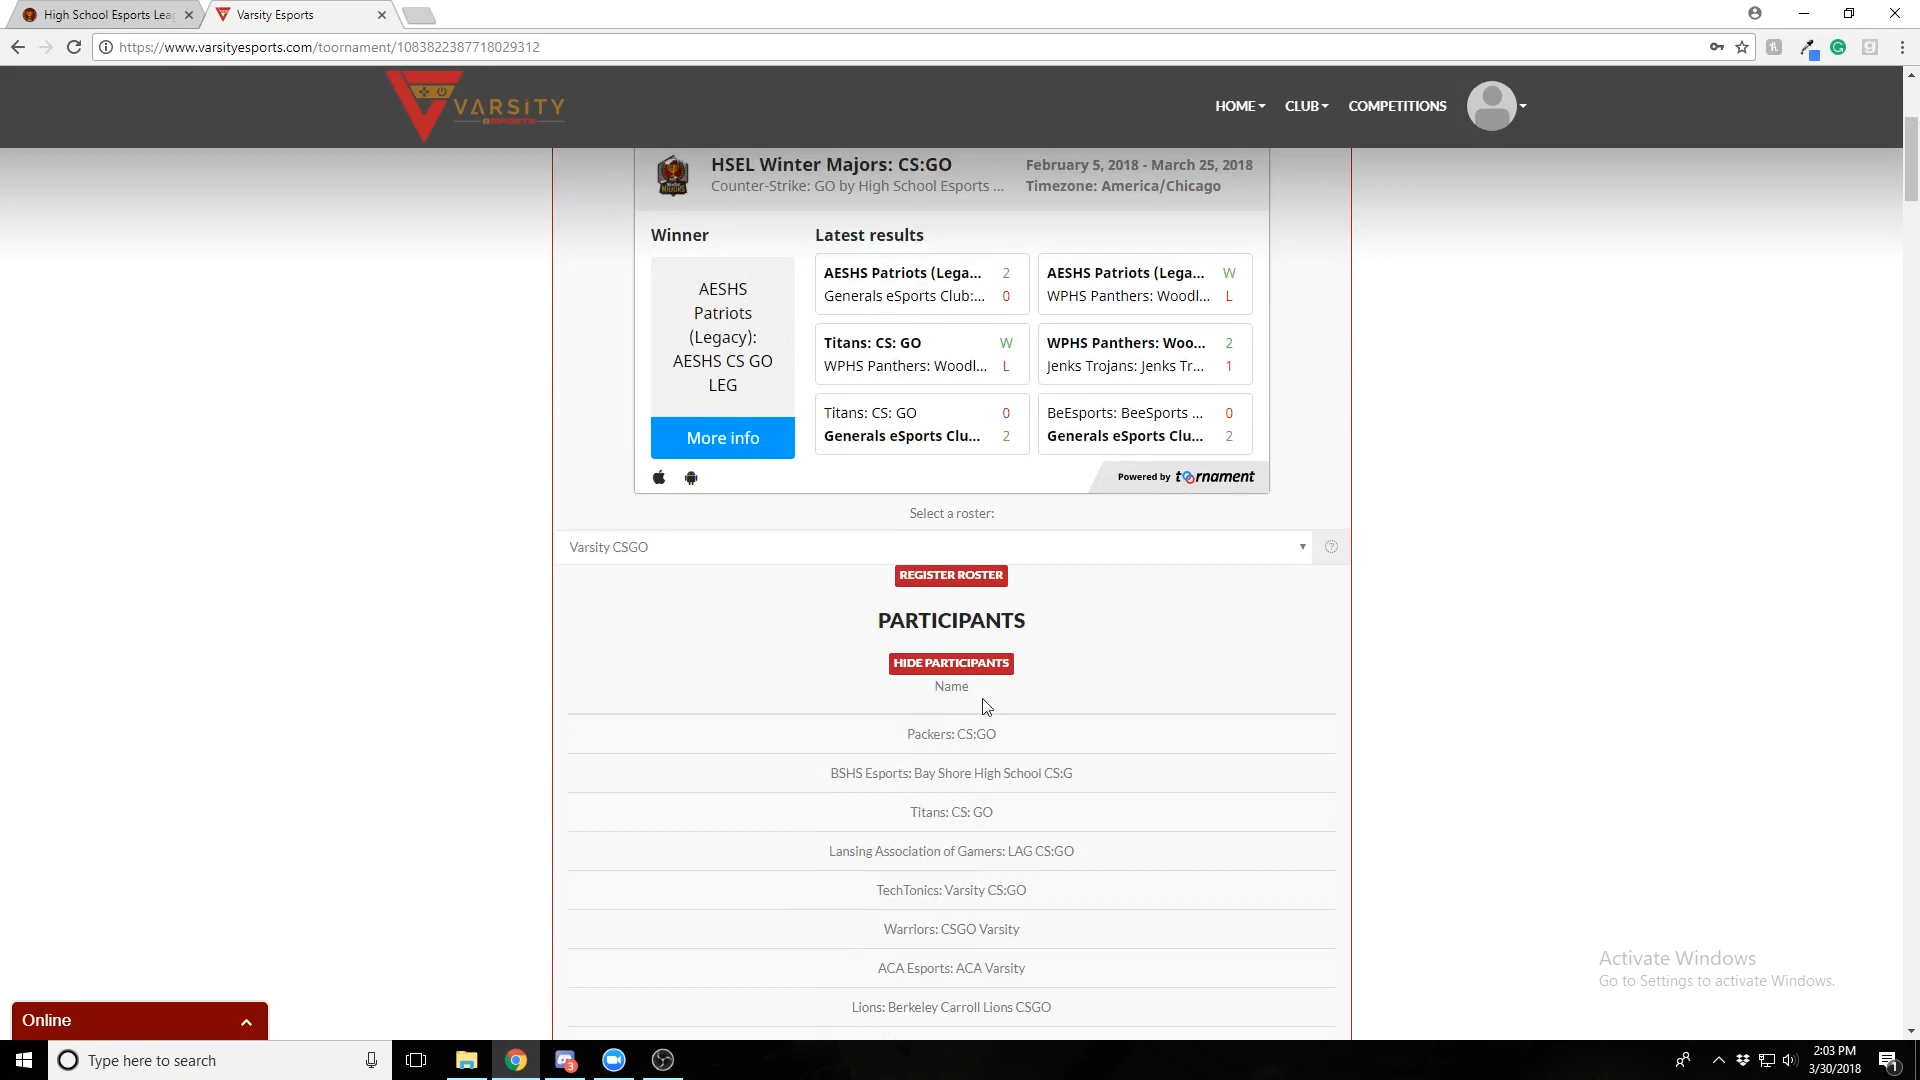 High School Esports Leag
Varsity Esports
https://www.varsityesports.com/toornament/1083822387718029312
VARSITY
ESPORTS
HOME
CLUB
COMPETITIONS
HSEL Winter Majors: CS:GO
February 5, 2018 - March 25, 2018
Counter-Strike: GO by High School Esports ...
Timezone: America/Chicago
Winner
Latest results
AESHS
Patriots
(Legacy):
AESHS CS GO
LEG
More info
AESHS Patriots (Lega... 2
Generals eSports Club:... 0
AESHS Patriots (Lega... W
WPHS Panthers: Woodl... L
Titans: CS: GO W
WPHS Panthers: Woodl... L
WPHS Panthers: Woo... 2
Jenks Trojans: Jenks Tr... 1
Titans: CS: GO 0
Generals eSports Clu... 2
BeEsports: BeeSports ... 0
Generals eSports Clu... 2
Powered by toornament
Select a roster:
Varsity CSGO
REGISTER ROSTER
PARTICIPANTS
HIDE PARTICIPANTS
Name
Packers: CS:GO
BSHS Esports: Bay Shore High School CS:G
Titans: CS: GO
Lansing Association of Gamers: LAG CS:GO
TechTonics: Varsity CS:GO
Warriors: CSGO Varsity
ACA Esports: ACA Varsity
Lions: Berkeley Carroll Lions CSGO
Activate Windows
Go to Settings to activate Windows.
Online
Type here to search
3
2:03 PM
3/30/2018
1